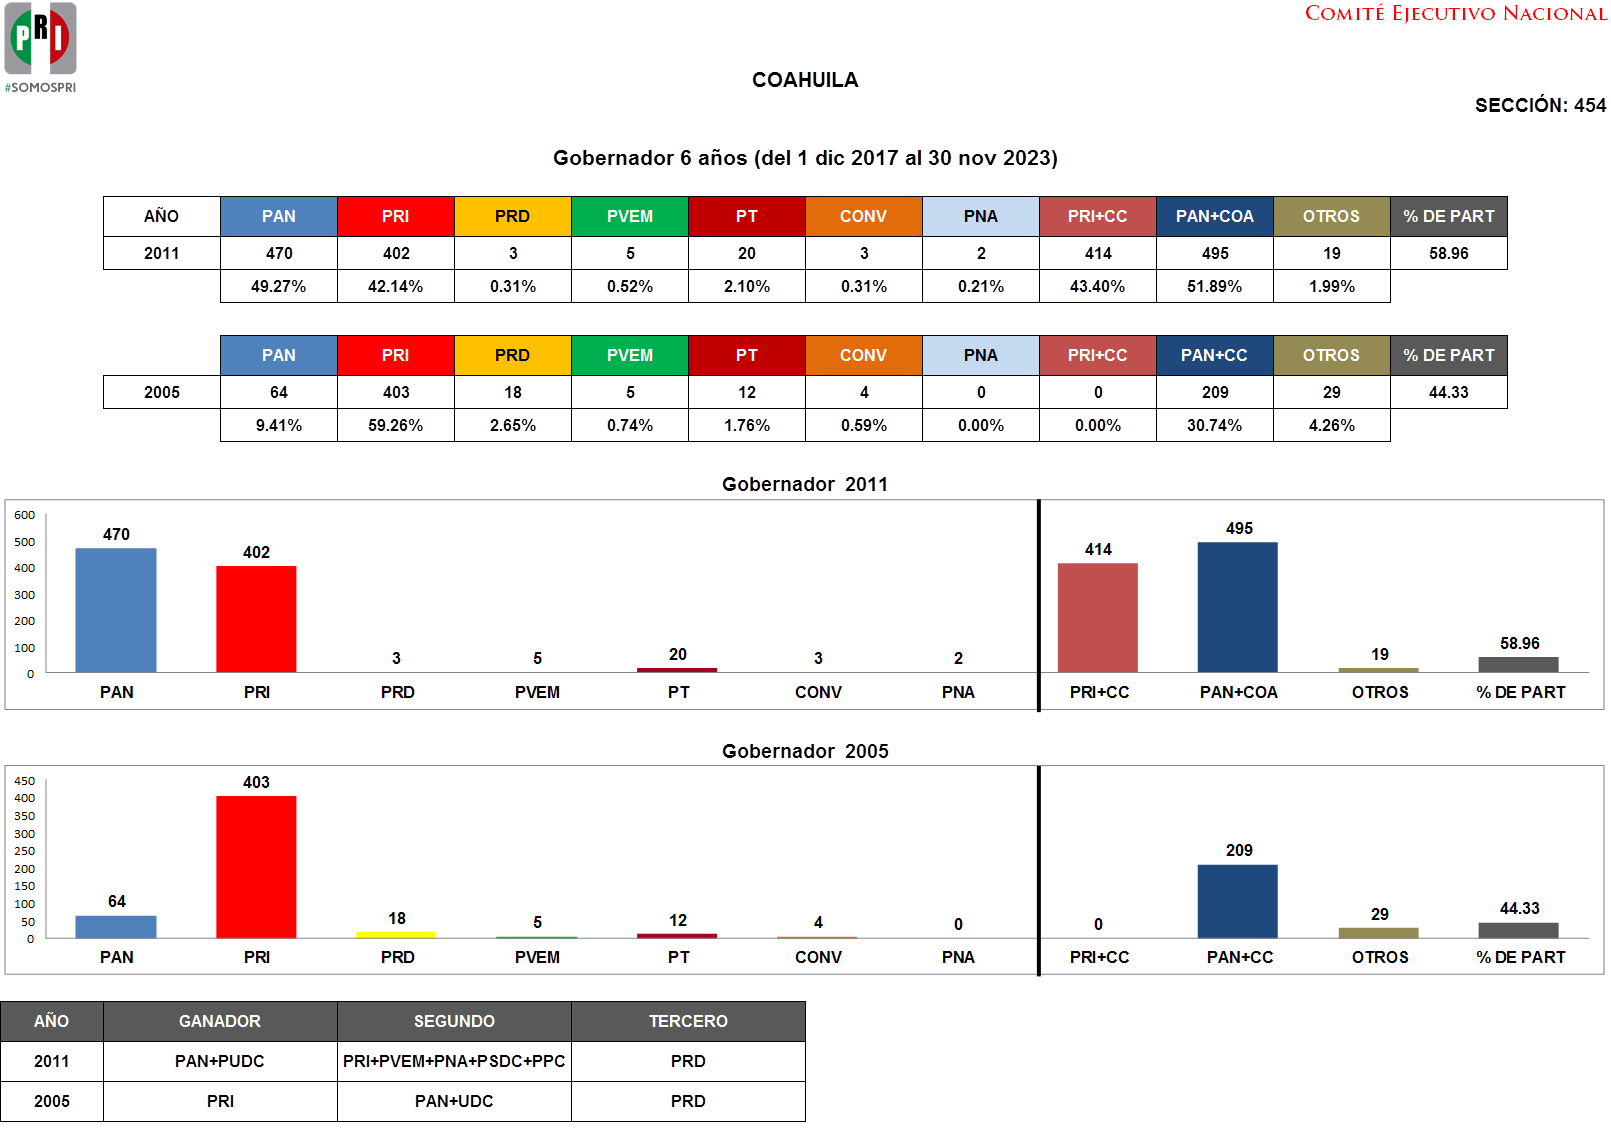 PRI
#SOMOSPRI
Comité Ejecutivo Nacional
COAHUILA
SECCIÓN: 454
Gobernador 6 años (del 1 dic 2017 al 30 nov 2023)
AÑO PAN PRI PRD PVEM PT CONV PNA PRI+CC PAN+COA OTROS % DE PART
2011 470 402 3 5 20 3 2 414 495 19 58.96
49.27% 42.14% 0.31% 0.52% 2.10% 0.31% 0.21% 43.40% 51.89% 1.99%
PAN PRI PRD PVEM PT CONV PNA PRI+CC PAN+CC OTROS % DE PART
2005 64 403 18 5 12 4 0 0 209 29 44.33
9.41% 59.26% 2.65% 0.74% 1.76% 0.59% 0.00% 0.00% 30.74% 4.26%
Gobernador 2011
600
500
400
300
200
100
0
470 402 3 5 20 3 2 414 495 19 58.96
PAN PRI PRD PVEM PT CONV PNA PRI+CC PAN+COA OTROS % DE PART
Gobernador 2005
450
400
350
300
250
200
150
100
50
0
64 403 18 5 12 4 0 0 209 29 44.33
PAN PRI PRD PVEM PT CONV PNA PRI+CC PAN+CC OTROS % DE PART
AÑO GANADOR SEGUNDO TERCERO
2011 PAN+PUDC PRI+PVEM+PNA+PSDC+PPC PRD
2005 PRI PAN+UDC PRD